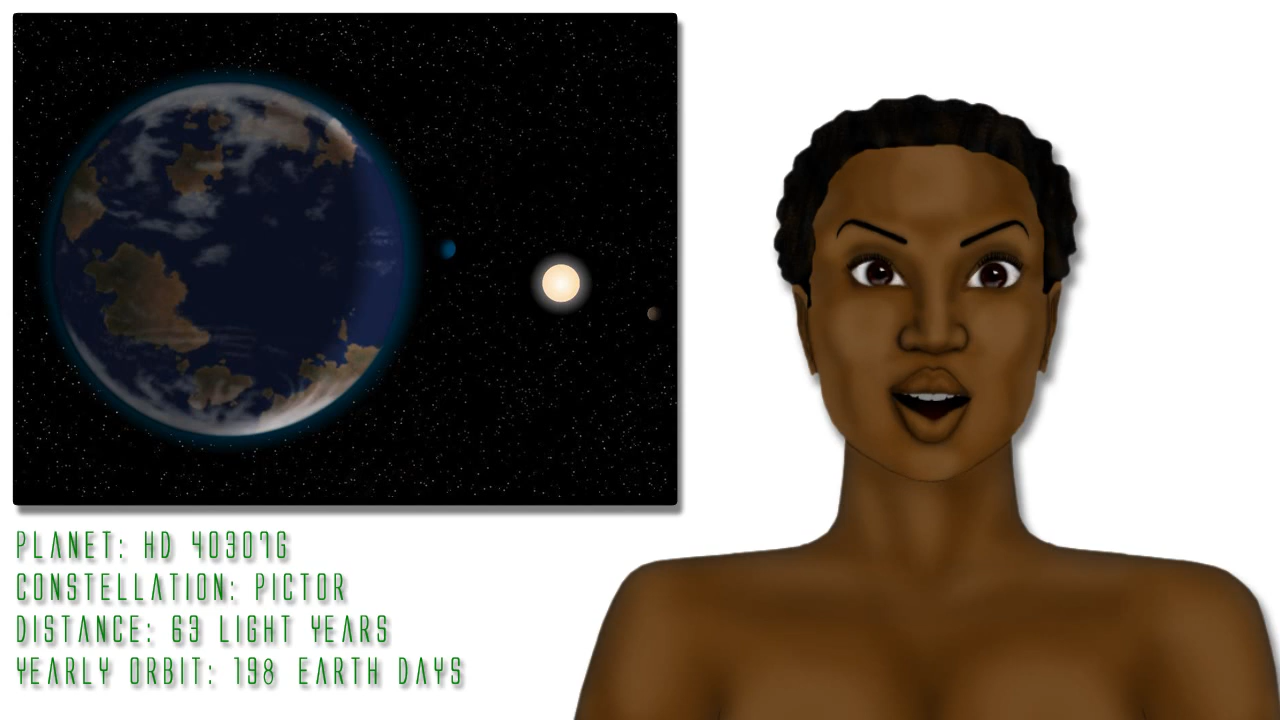 PLANET: HD 40307G
CONSTELLATION: PICTOR
DISTANCE: 63 LIGHT YEARS
YEARLY ORBIT: 198 EARTH DAYS